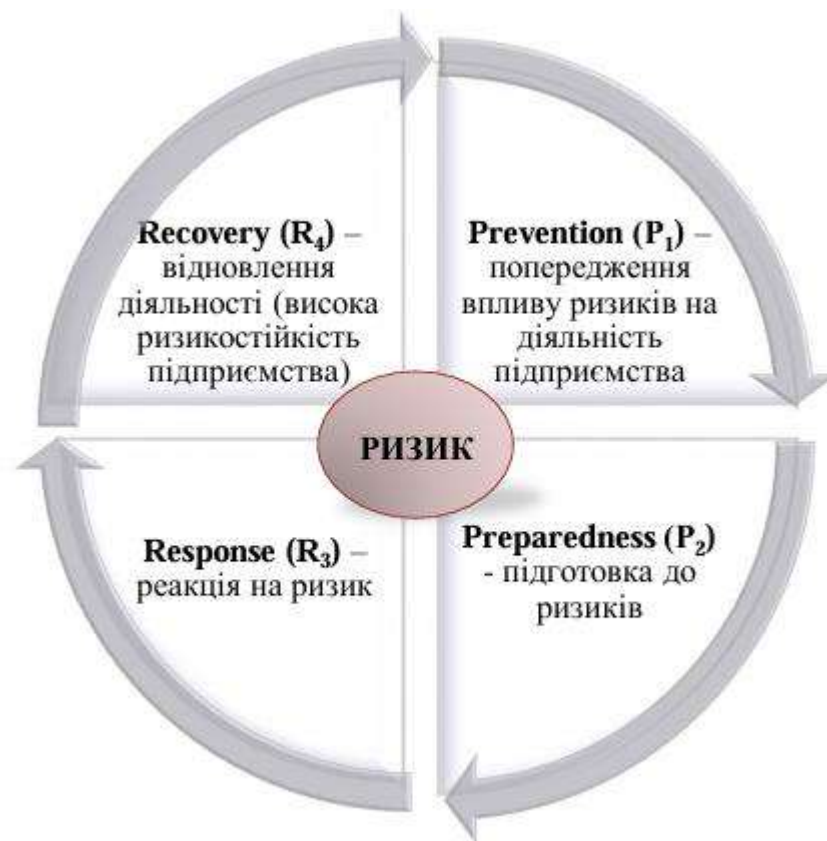 Recovery (R₄) –
відновлення
діяльності (висока
ризикостійкість
підприємства)
Prevention (P₁) –
попередження
впливу ризиків на
діяльність
підприємства
РИЗИК
Response (R₃) –
реакція на ризик
Preparedness (P₂)
- підготовка до
ризиків